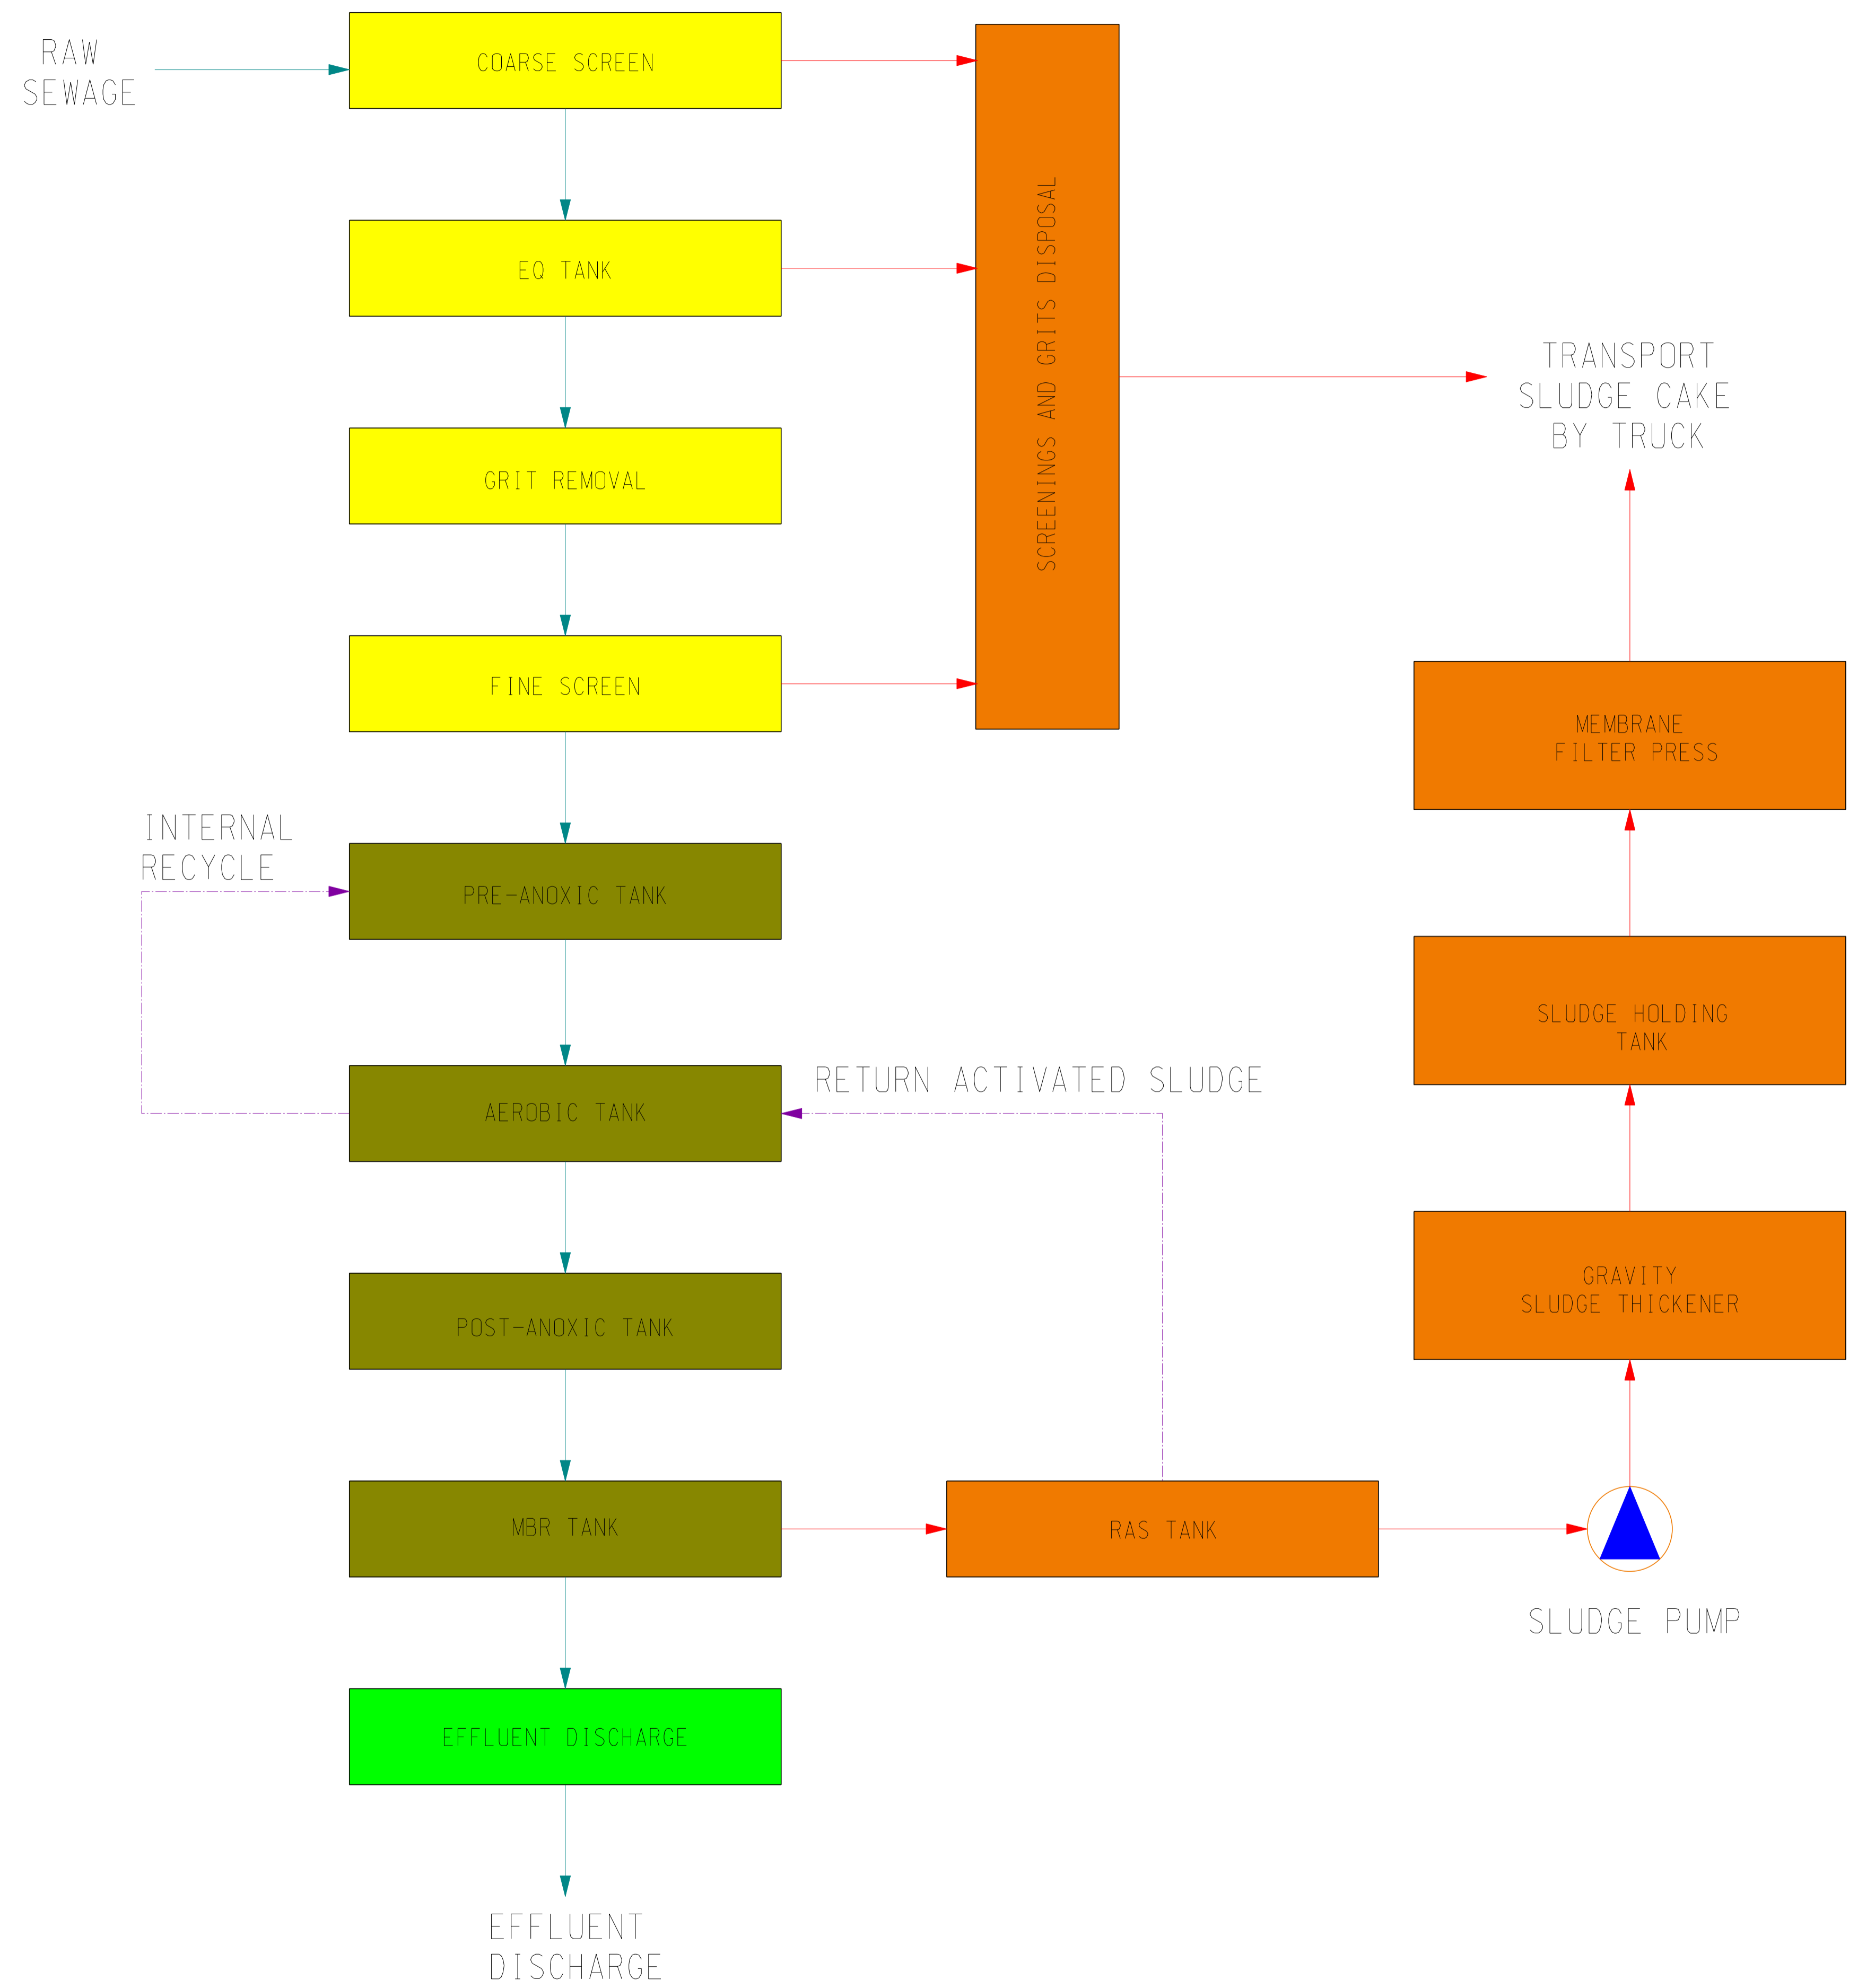 RAW
SEWAGE
COARSE SCREEN
EQ TANK
GRIT REMOVAL
FINE SCREEN
SCREENINGS AND GRITS DISPOSAL
TRANSPORT
SLUDGE CAKE
BY TRUCK
MEMBRANE
FILTER PRESS
INTERNAL
RECYCLE
PRE-ANOXIC TANK
SLUDGE HOLDING
TANK
RETURN ACTIVATED SLUDGE
AEROBIC TANK
GRAVITY
SLUDGE THICKENER
POST-ANOXIC TANK
MBR TANK
RAS TANK
SLUDGE PUMP
EFFLUENT DISCHARGE
EFFLUENT
DISCHARGE